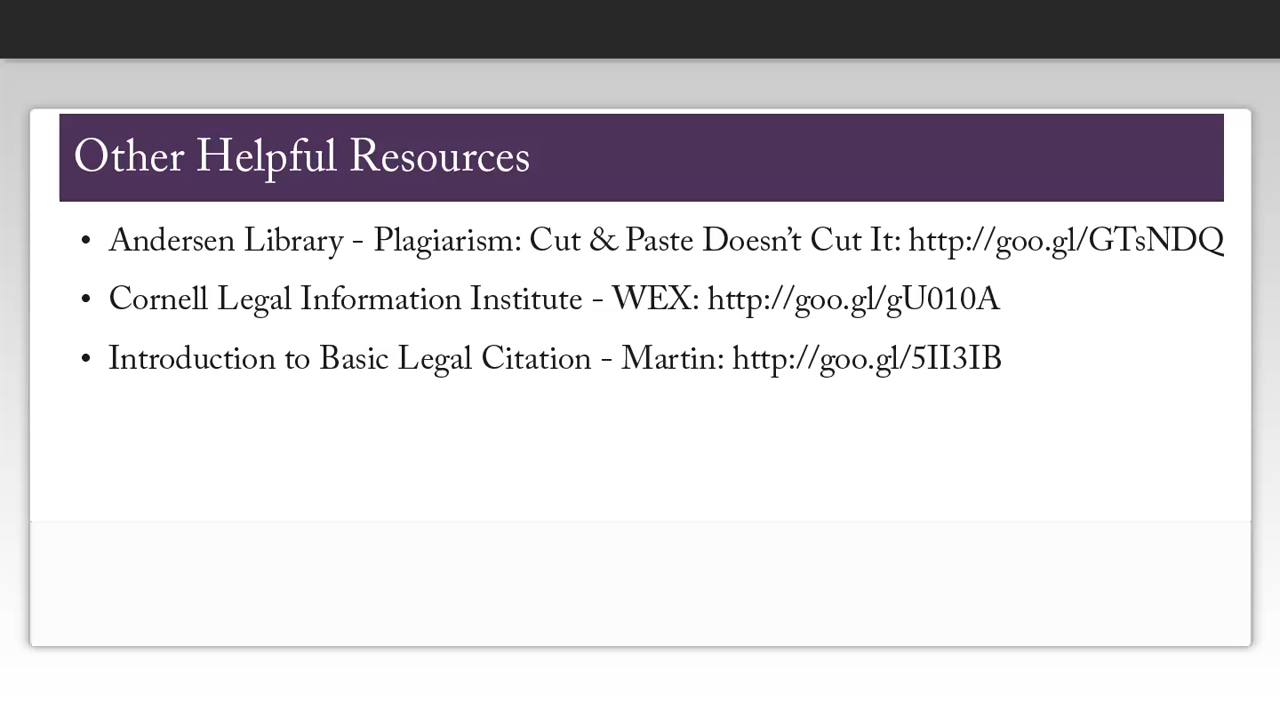 Other Helpful Resources
• Andersen Library - Plagiarism: Cut & Paste Doesn’t Cut It: http://goo.gl/GTsNDQ
• Cornell Legal Information Institute - WEX: http://goo.gl/gU010A
• Introduction to Basic Legal Citation - Martin: http://goo.gl/5II3IB